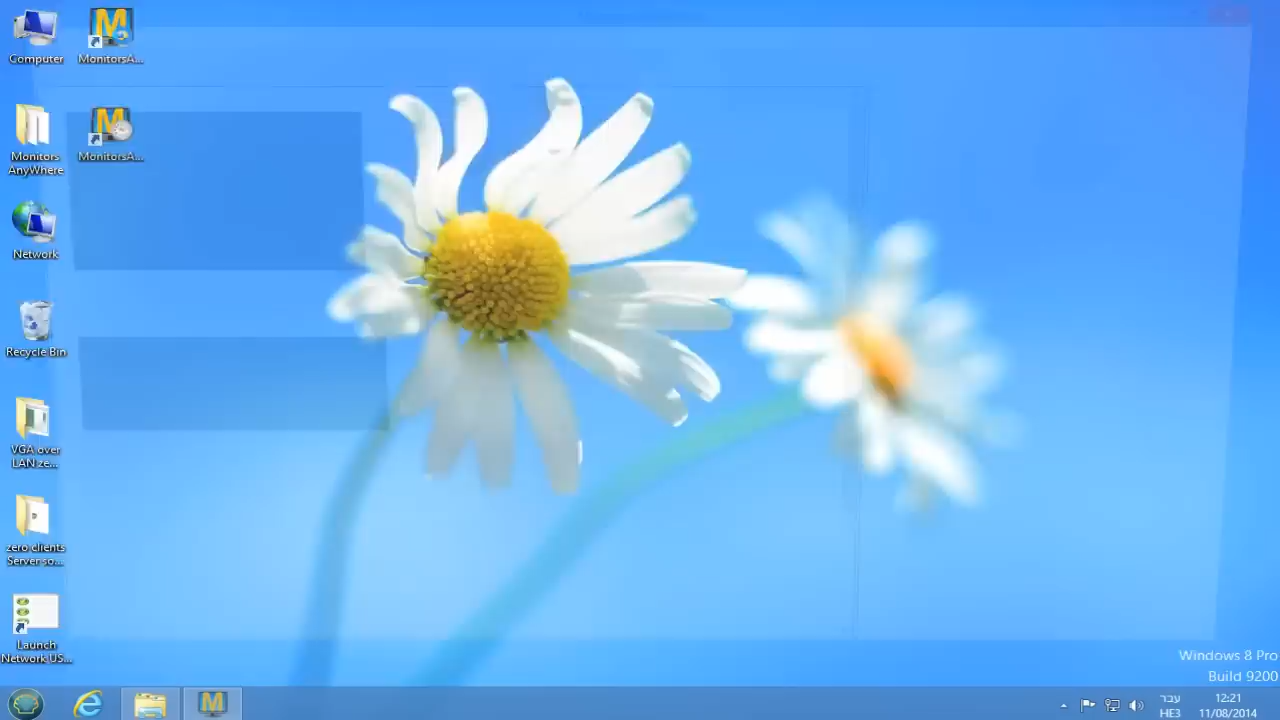 Computer
MonitorsA...
Monitors
AnyWhere
MonitorsA...
Network
Recycle Bin
VGA over
LAN ze...
zero clients
Server so...
Launch
Network US...
Windows 8 Pro
Build 9200
עבר
HE3
12:21
11/08/2014